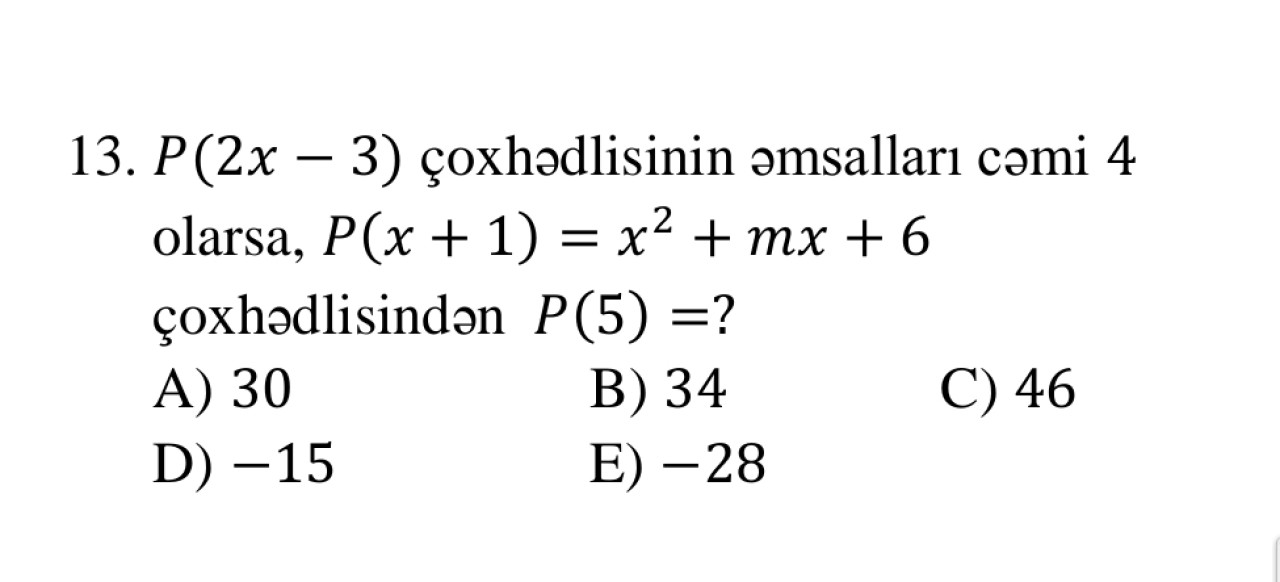 13. P(2x − 3) çoxhədlisinin əmsalları cəmi 4
olarsa, P(x + 1) = x² + mx + 6
çoxhədlisindən P(5) =?
A) 30 B) 34 C) 46
D) −15 E) −28